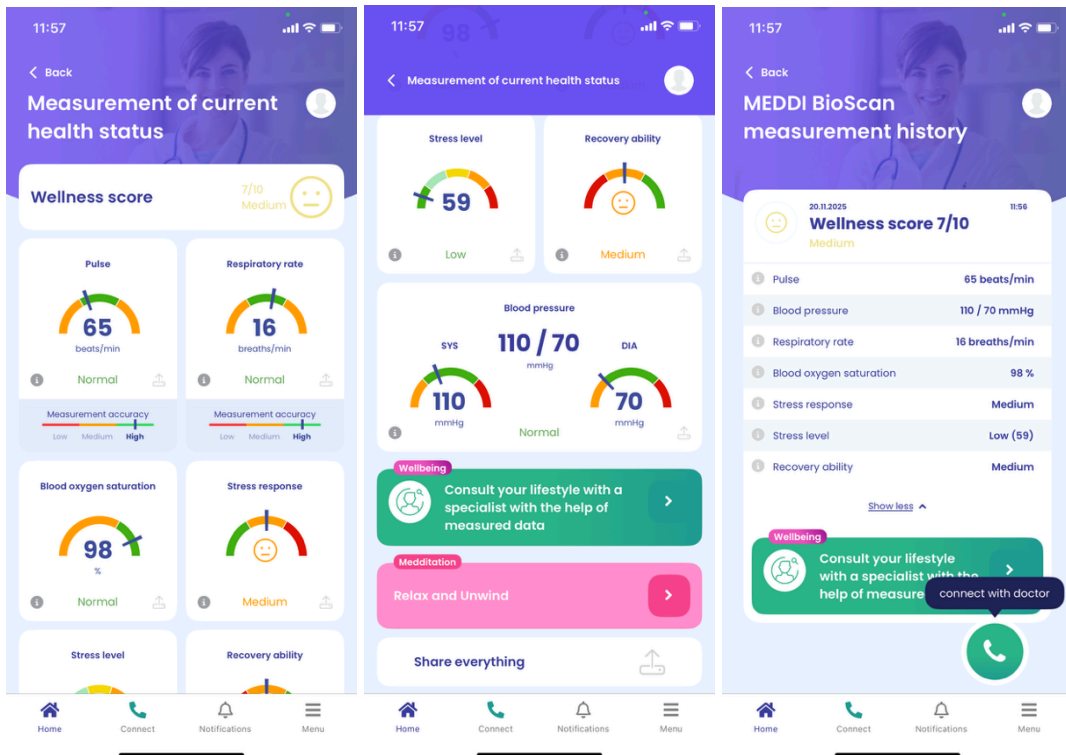 11:57
Back
Measurement of current
health status
Wellness score
7/10
Medium
Pulse
Respiratory rate
65
beats/min
16
breaths/min
Normal
Normal
Measurement accuracy
Low Medium High
Measurement accuracy
Low Medium High
Blood oxygen saturation
Stress response
98
%
Normal
Medium
Stress level
Recovery ability
Home
Connect
Notifications
Menu
11:57
98
Measurement of current health status
Stress level
Recovery ability
59
Low
Medium
Blood pressure
SYS
110 / 70
DIA
mmHg
110
mmHg
70
mmHg
Normal
Wellbeing
Consult your lifestyle with a
specialist with the help of
measured data
Medditation
Relax and Unwind
Share everything
Home
Connect
Notifications
Menu
11:57
Back
MEDDI BioScan
measurement history
20.11.2025
11:56
Wellness score 7/10
Medium
Pulse 65 beats/min
Blood pressure 110 / 70 mmHg
Respiratory rate 16 breaths/min
Blood oxygen saturation 98 %
Stress response Medium
Stress level Low (59)
Recovery ability Medium
Show less
Wellbeing
Consult your lifestyle
with a specialist with the
help of measure
connect with doctor
Home
Connect
Notifications
Menu